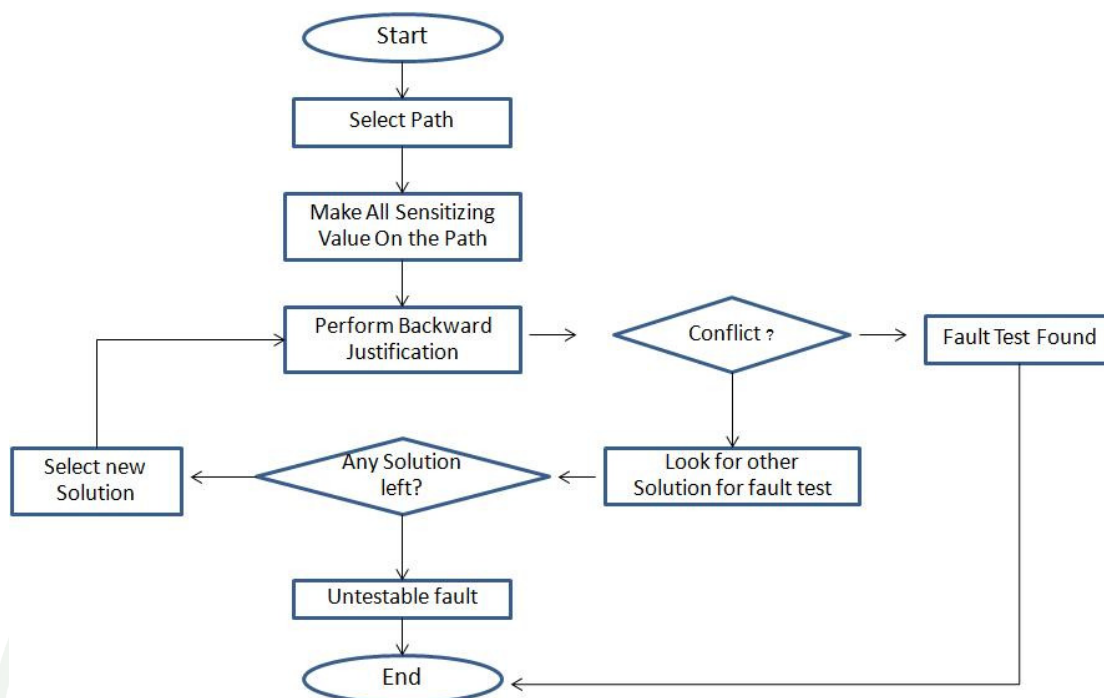 Start
Select Path
Make All Sensitizing
Value On the Path
Perform Backward
Justification
Conflict ?
Fault Test Found
Select new
Solution
Any Solution
left?
Look for other
Solution for fault test
Untestable fault
End